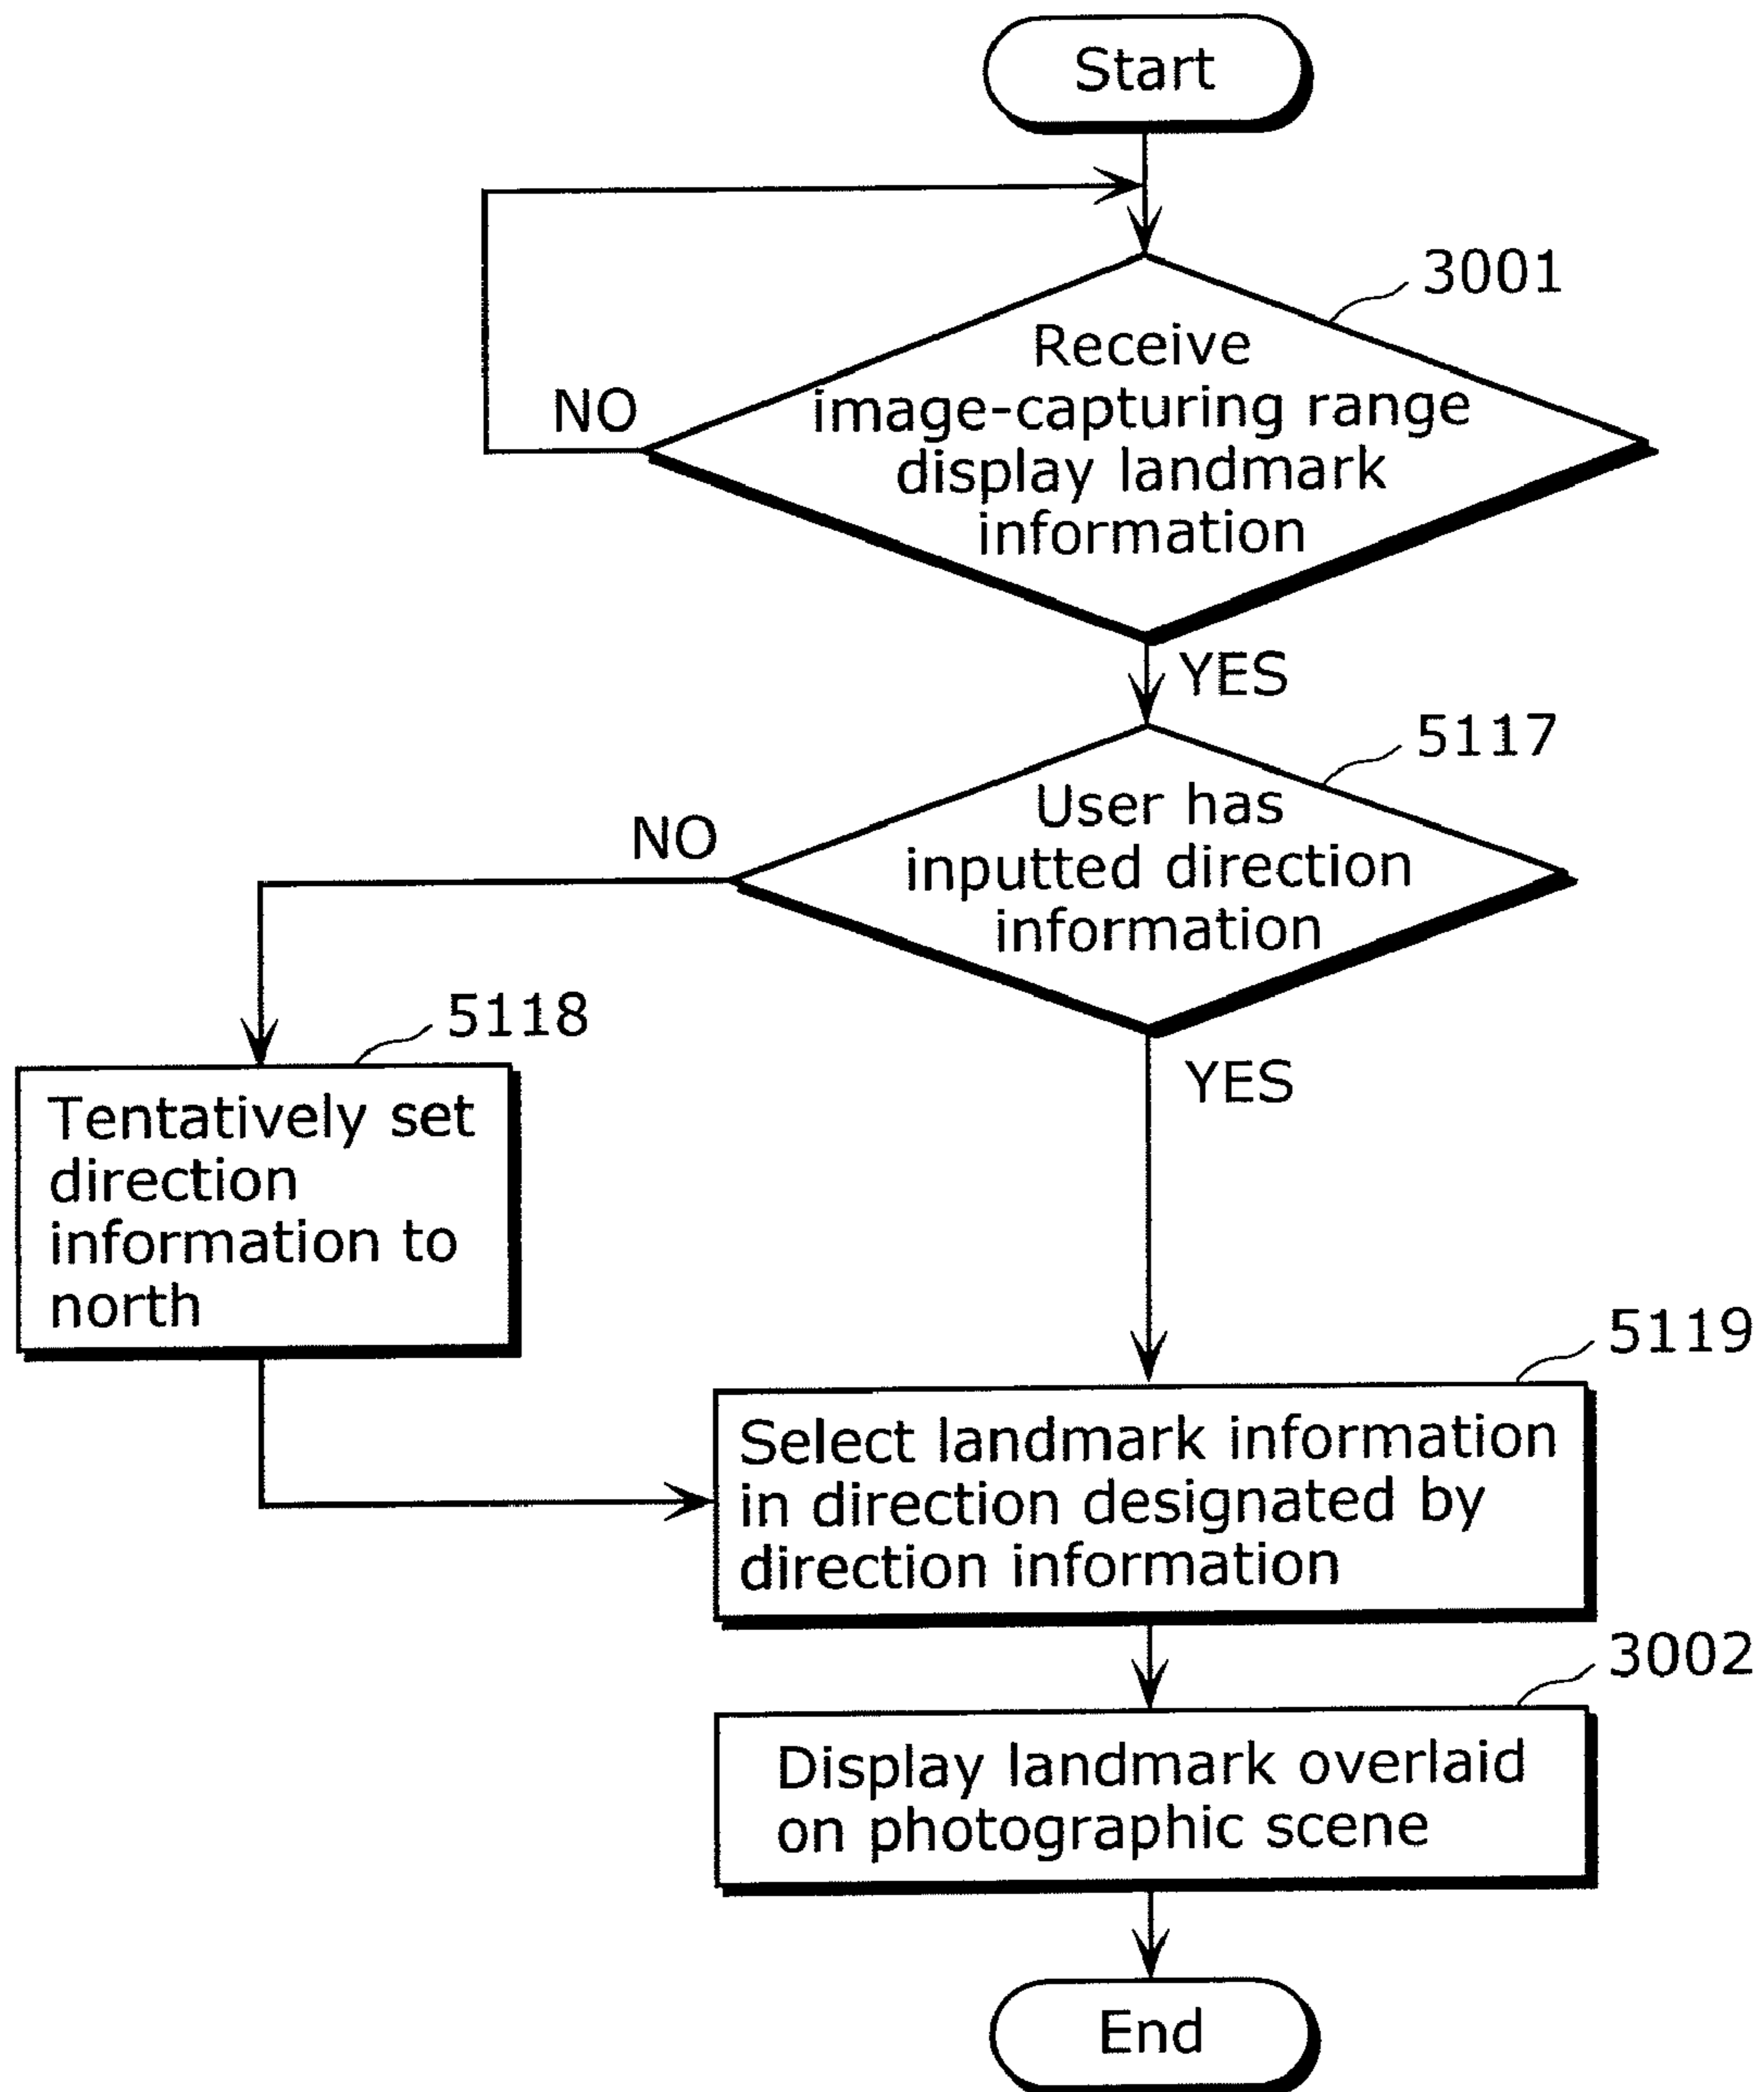 Start
3001
Receive
image-capturing range
display landmark
information
NO
YES
5117
User has
inputted direction
information
NO
YES
5118
Tentatively set
direction
information to
north
5119
Select landmark information
in direction designated by
direction information
3002
Display landmark overlaid
on photographic scene
End